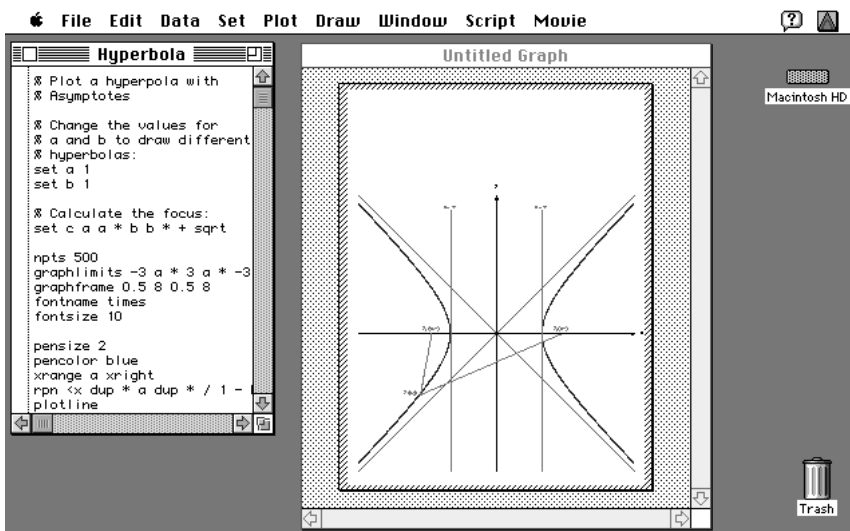 File Edit Data Set Plot Draw Window Script Movie
Hyperbola
% Plot a hyperpola with
% Asymptotes
% Change the values for
% a and b to draw different
% hyperbolas:
set a 1
set b 1
% Calculate the focus:
set c a a * b b * + sqrt
npts 500
graphlimits -3 a * 3 a * -3
graphframe 0.5 8 0.5 8
fontname times
fontsize 10
pensize 2
pencolor blue
xrange a xright
rpn <x dup * a dup * / 1 -
plotline
Untitled Graph
Macintosh HD
Trash